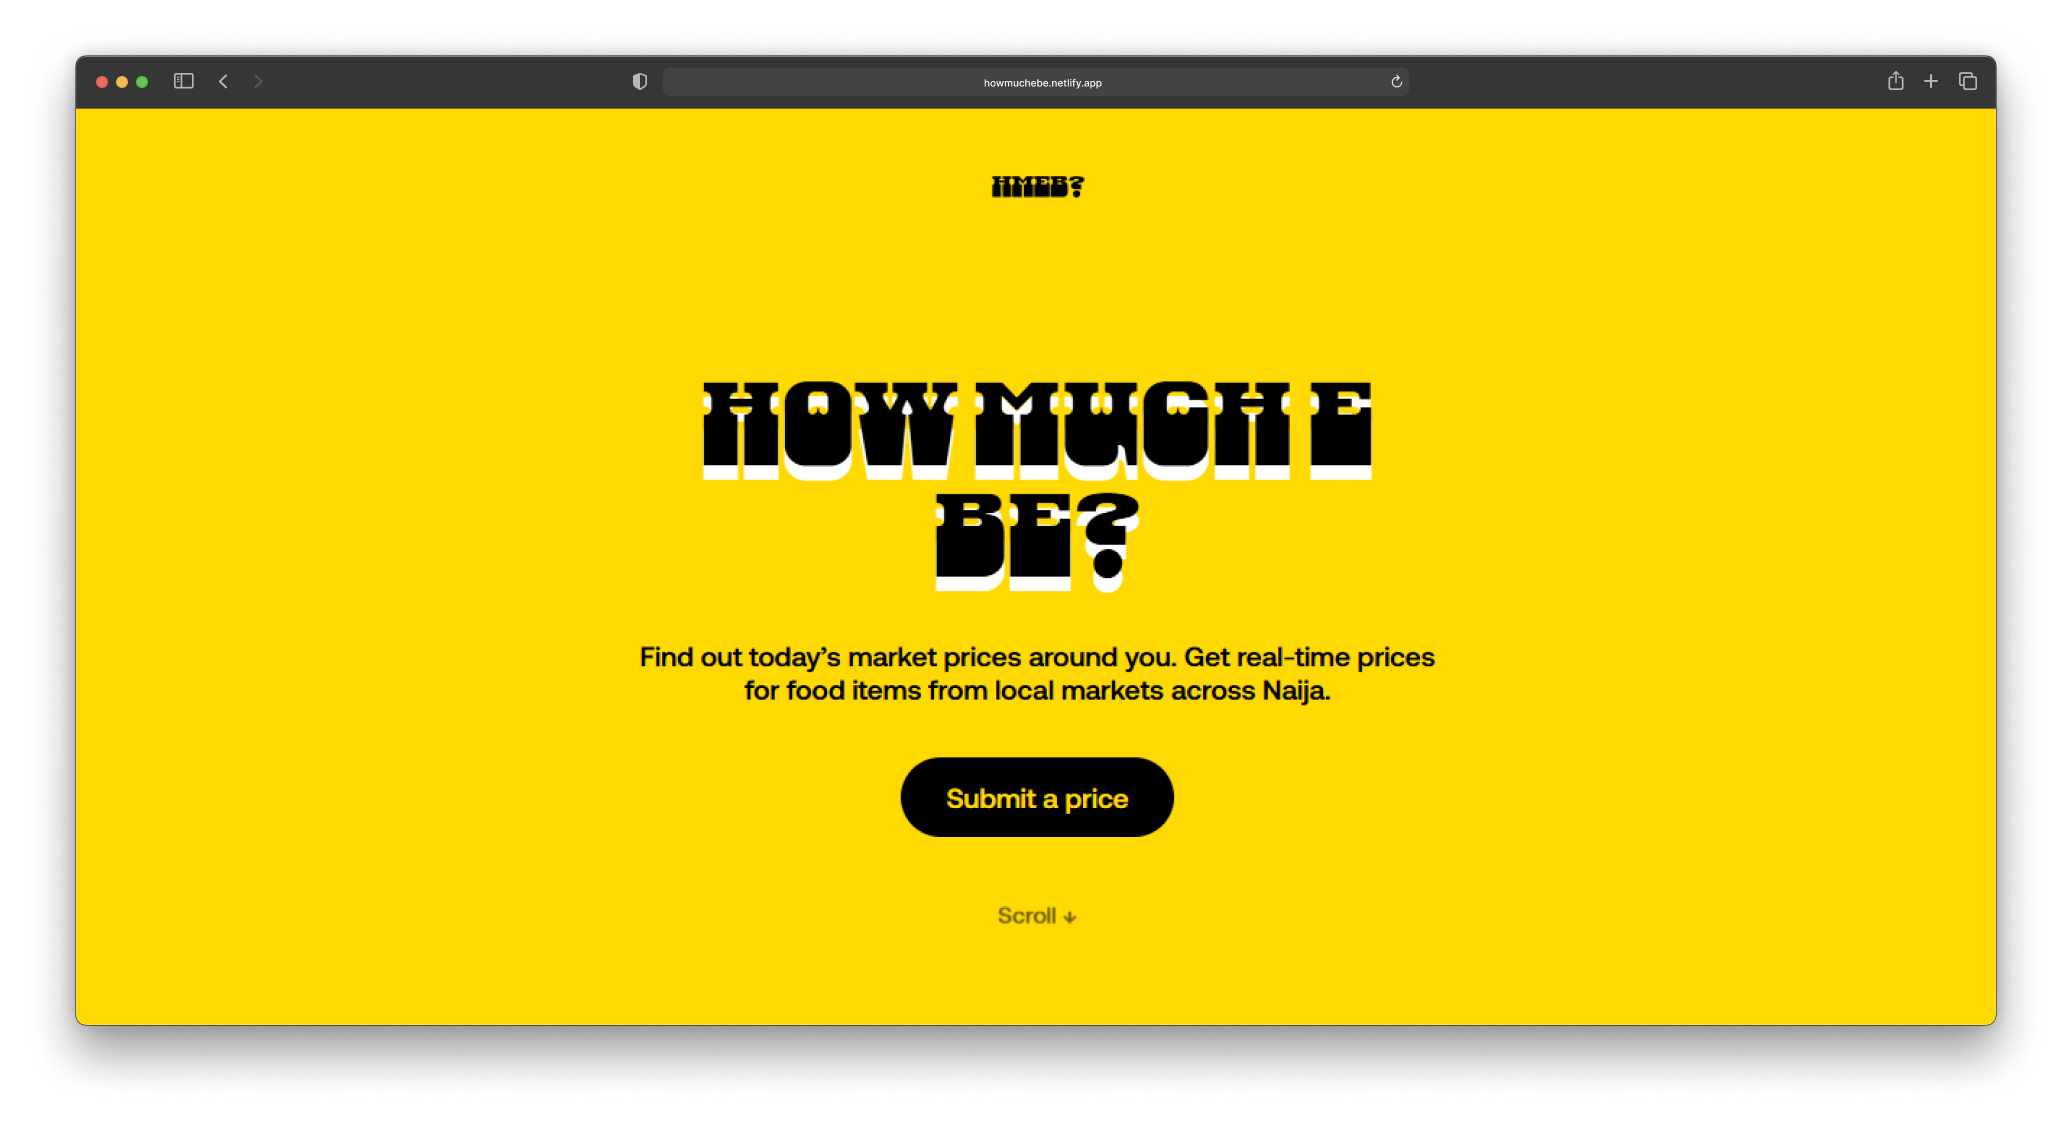 howmuchebe.netlify.app
HMEB?
HOW MUCH E
BE?
Find out today’s market prices around you. Get real-time prices
for food items from local markets across Naija.
Submit a price
Scroll ↓